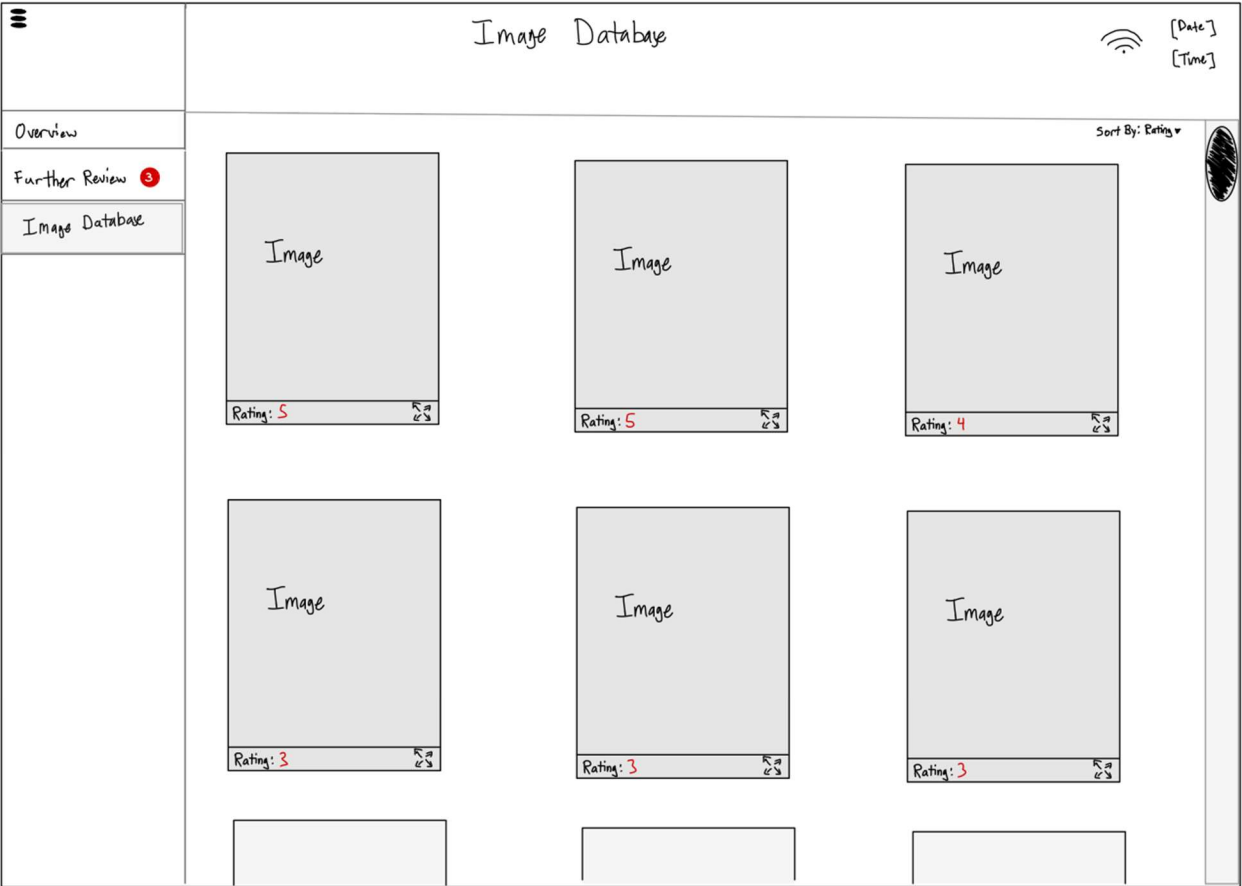 Image Database
[Date]
[Time]
Overview
Further Review 3
Image Database
Sort By: Rating ▾
Image
Image
Image
Rating: 5
Rating: 5
Rating: 4
Image
Image
Image
Rating: 3
Rating: 3
Rating: 3